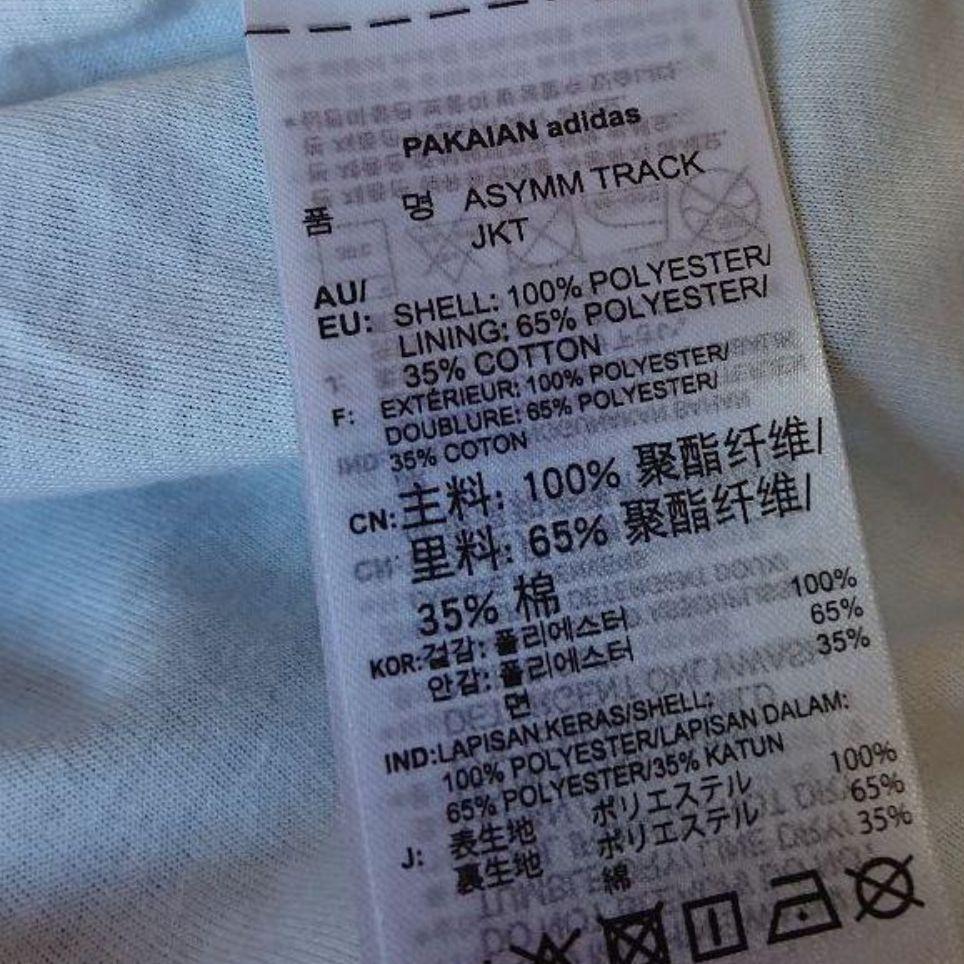 PAKAIAN adidas
품 명 ASYMM TRACK
JKT
AU/
EU: SHELL: 100% POLYESTER/
LINING: 65% POLYESTER/
35% COTTON
F: EXTÉRIEUR: 100% POLYESTER/
DOUBLURE: 65% POLYESTER/
35% COTON
CN: 主料: 100% 聚酯纤维/
里料: 65% 聚酯纤维/
35% 棉
KOR: 겉감: 폴리에스터 100%
안감: 폴리에스터 65%
면 35%
IND: LAPISAN KERAS/SHELL:
100% POLYESTER/LAPISAN DALAM:
65% POLYESTER/35% KATUN
J: 表生地 ポリエステル 100%
裏生地 ポリエステル 65%
綿 35%